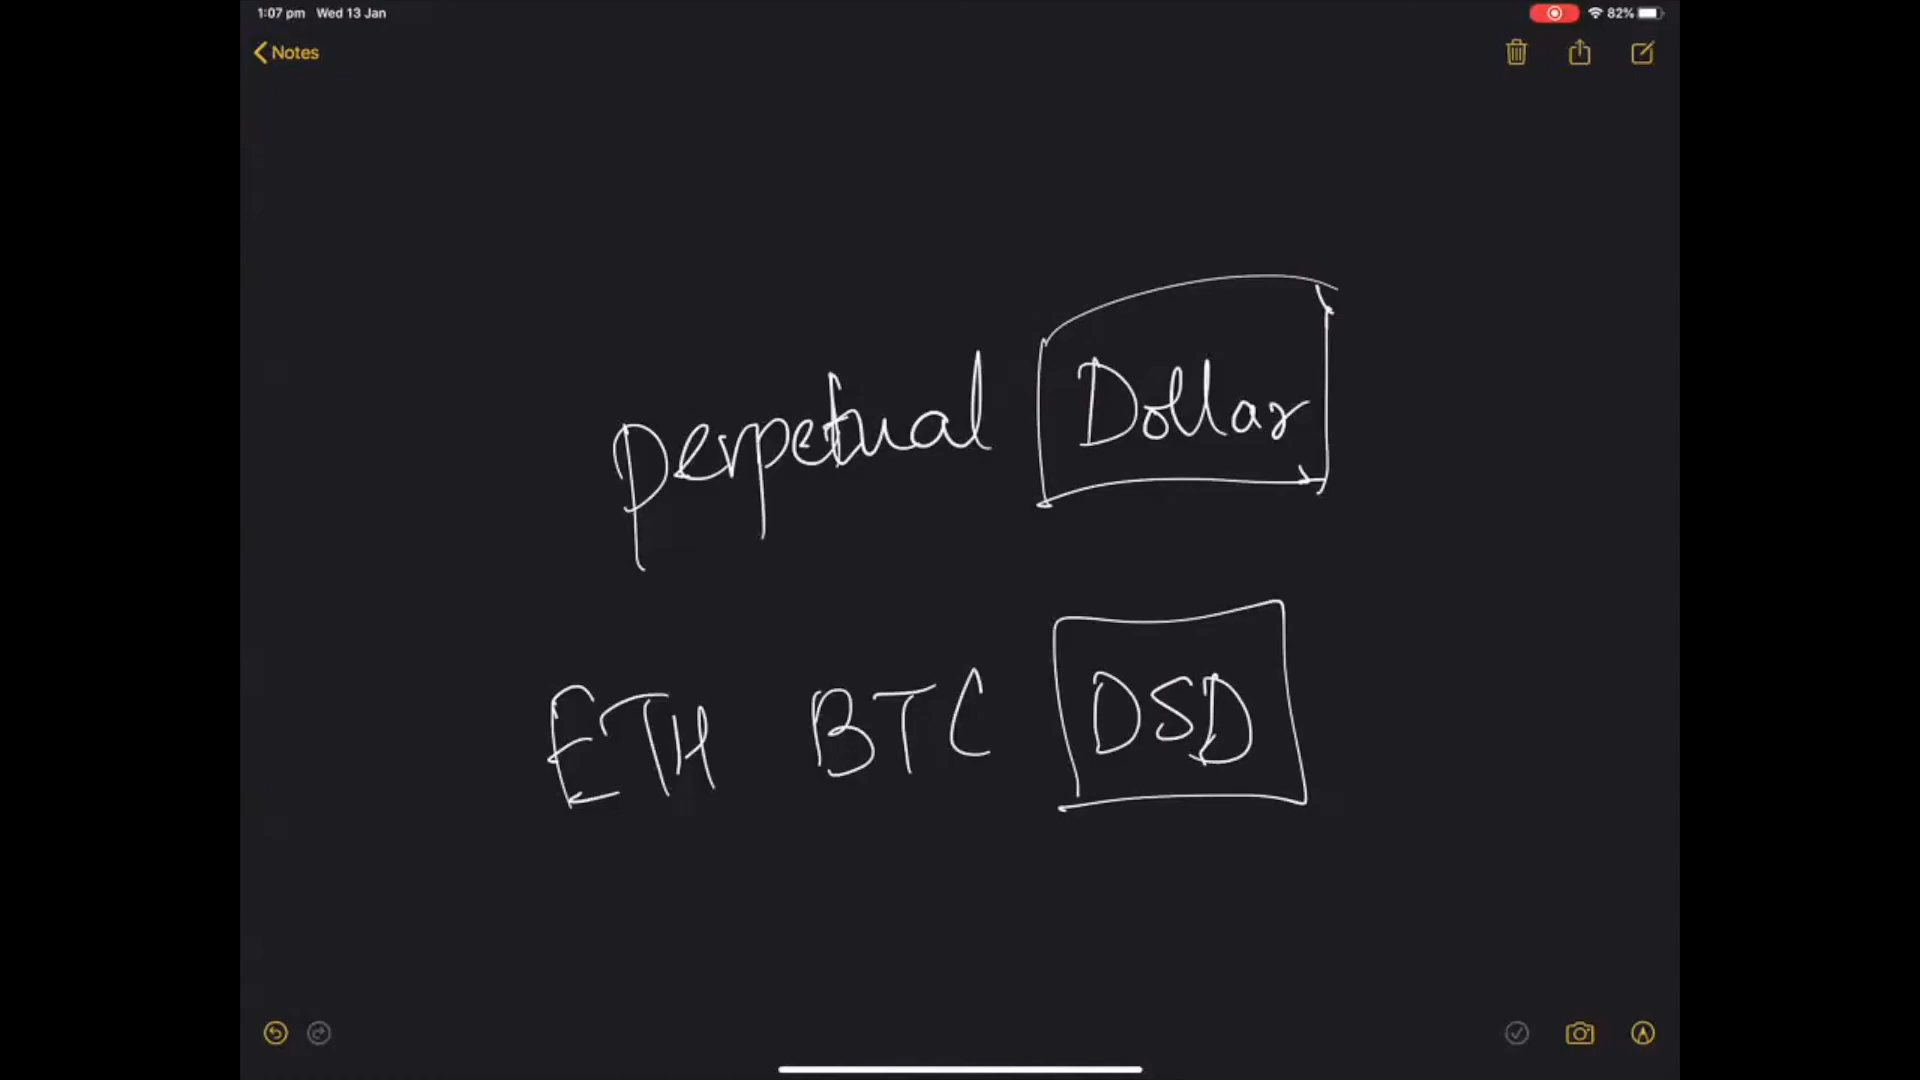 1:07 pm Wed 13 Jan 82%
Notes
perpetual Dollar
ETH BTC DSD